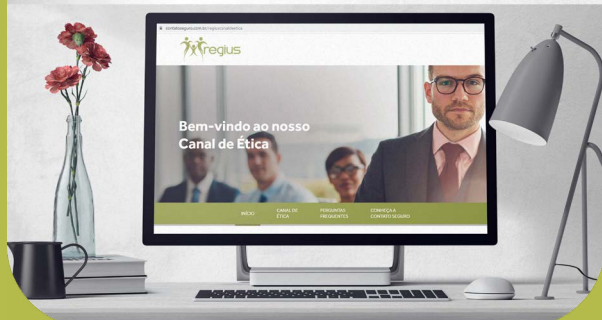 regius
Bem-vindo ao nosso
Canal de Ética
INÍCIO
CANAL DE
ÉTICA
PERGUNTAS
FREQUENTES
CONHEÇA A
CONTATO SEGURO